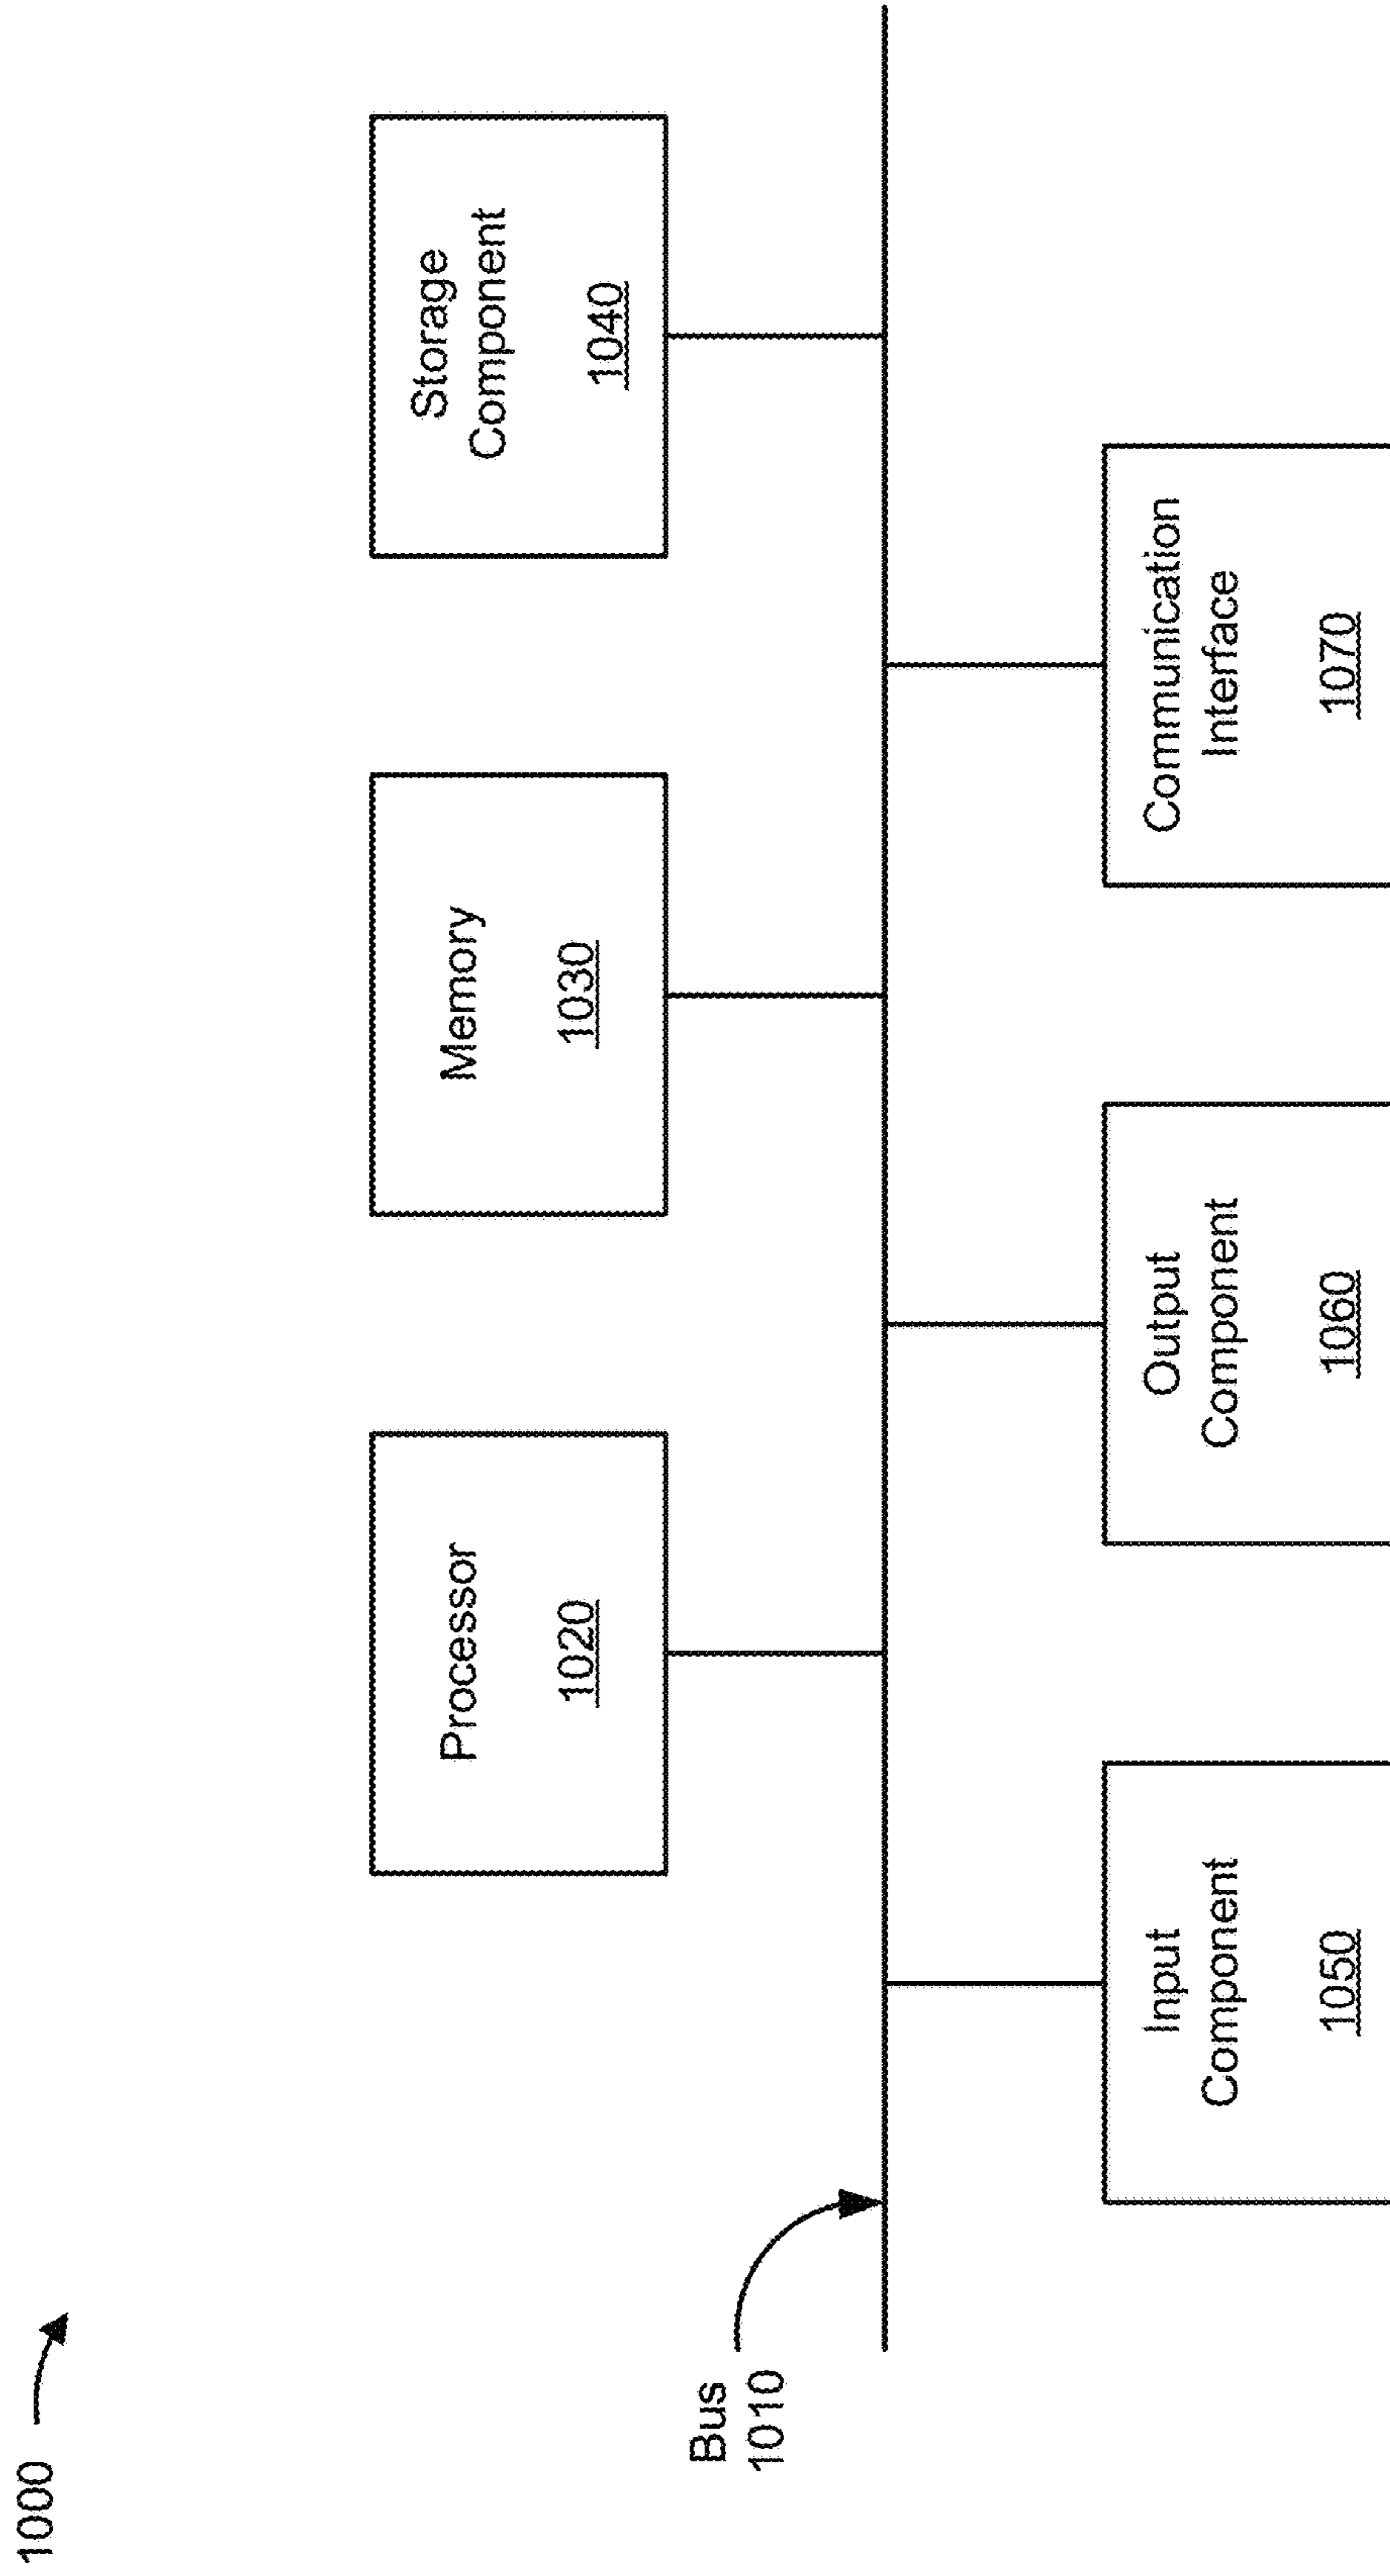 1000
Processor
1020
Memory
1030
Storage
Component
1040
Bus
1010
Input
Component
1050
Output
Component
1060
Communication
Interface
1070